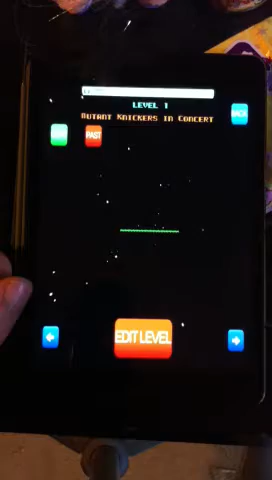 LEVEL 1
MUTANT KNICKERS IN CONCERT
BACK
PAST
EDIT LEVEL